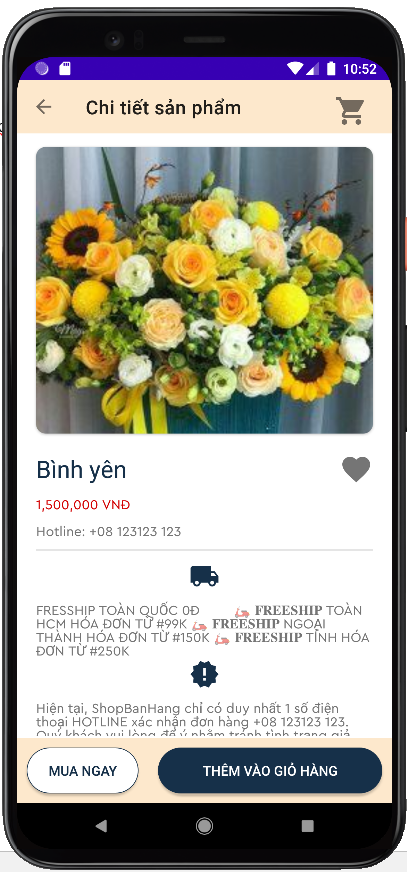 10:52
Chi tiết sản phẩm
Bình yên
1,500,000 VNĐ
Hotline: +08 123123 123
FRESSHIP TOÀN QUỐC 0Đ 🛵 𝐅𝐑𝐄𝐄𝐒𝐇𝐈𝐏 TOÀN
HCM HÓA ĐƠN TỪ #99K 🛵 𝐅𝐑𝐄𝐄𝐒𝐇𝐈𝐏 NGOẠI
THÀNH HÓA ĐƠN TỪ #150K 🛵 𝐅𝐑𝐄𝐄𝐒𝐇𝐈𝐏 TỈNH HÓA
ĐƠN TỪ #250K
Hiện tại, ShopBanHang chỉ có duy nhất 1 số điện
thoại HOTLINE xác nhận đơn hàng +08 123123 123.
Quý khách vui lòng để ý nhằm tránh tình trạng giả
MUA NGAY
THÊM VÀO GIỎ HÀNG